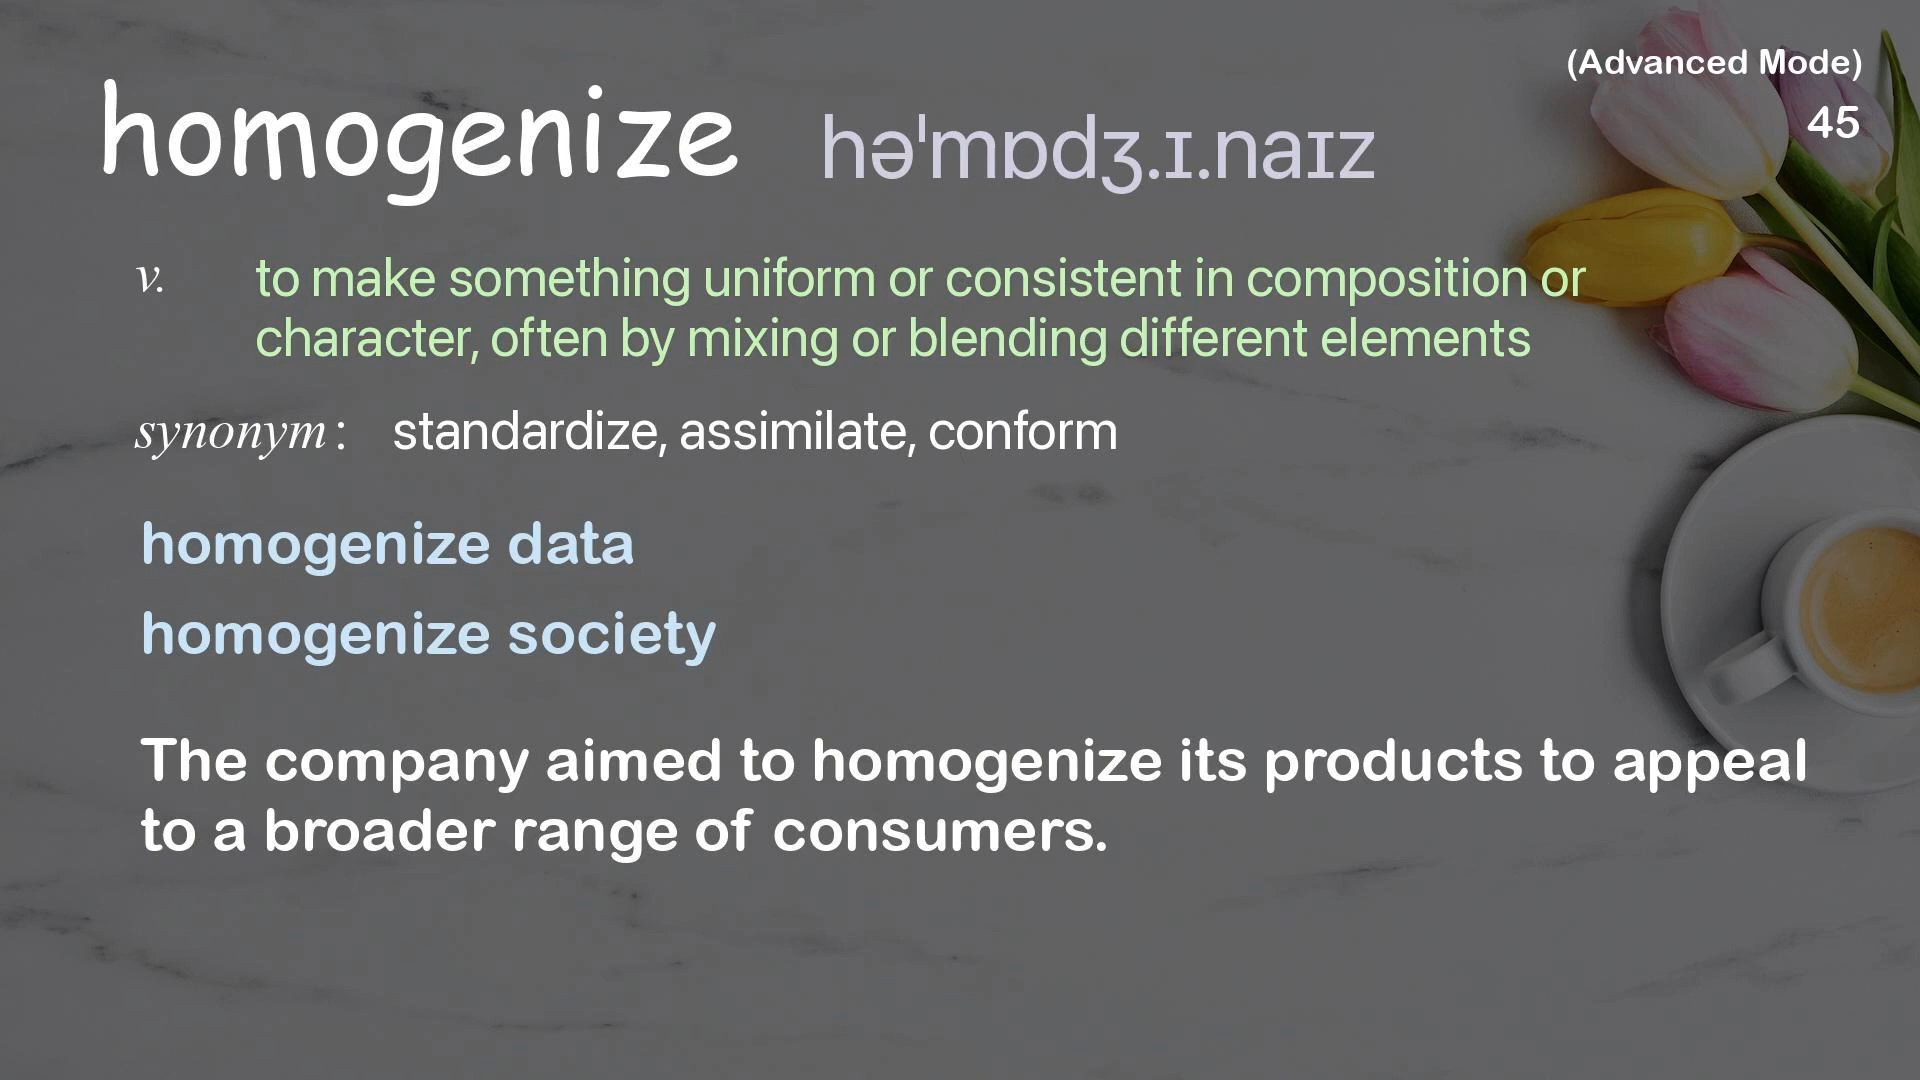 (Advanced Mode)
45
homogenize həˈmɒdʒ.ɪ.naɪz
v. to make something uniform or consistent in composition or
character, often by mixing or blending different elements
synonym : standardize, assimilate, conform
homogenize data
homogenize society
The company aimed to homogenize its products to appeal
to a broader range of consumers.